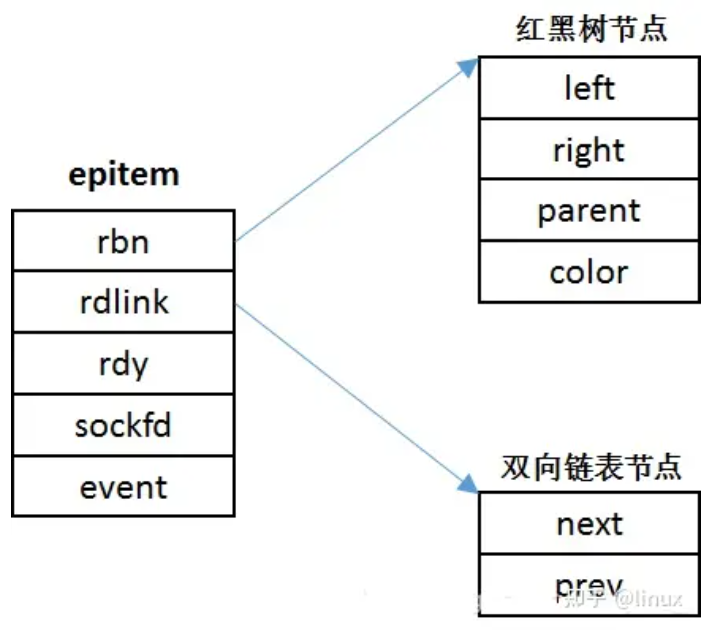 红黑树节点
left
right
parent
color
epitem
rbn
rdlink
rdy
sockfd
event
双向链表节点
next
prev
知乎 @linux